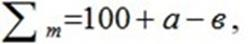 ∑ m=100 + а − в ,